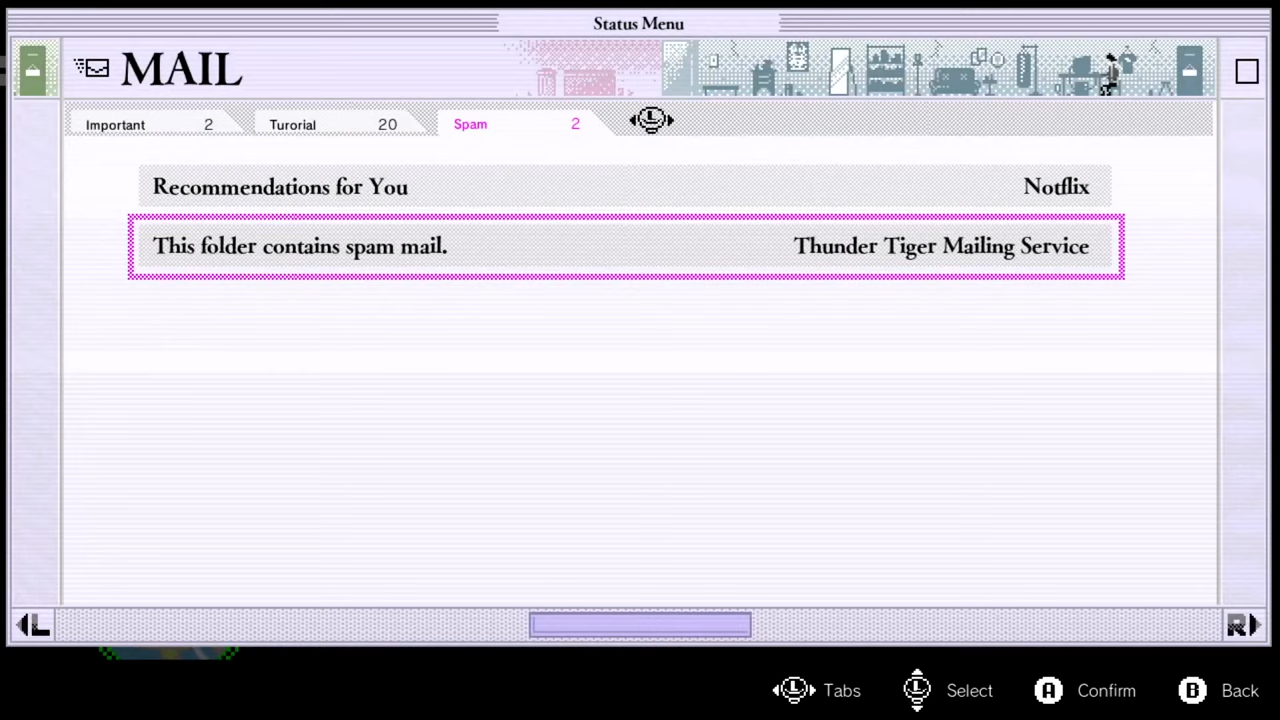 Status Menu
MAIL
Important 2
Turorial 20
Spam 2
L
Recommendations for You Notflix
This folder contains spam mail. Thunder Tiger Mailing Service
L
R
L Tabs
L Select
A Confirm
B Back